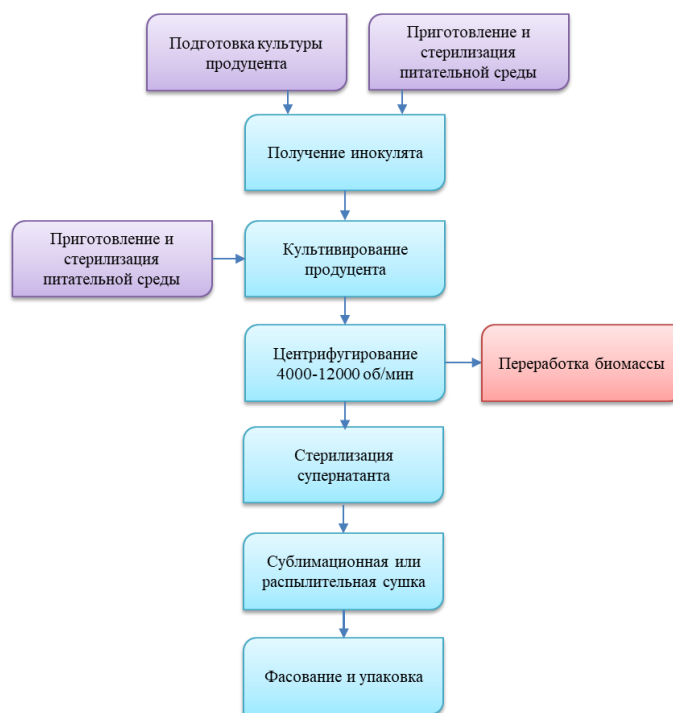 Подготовка культуры
продуцента
Приготовление и
стерилизация
питательной среды
Получение инокулята
Приготовление и
стерилизация
питательной среды
Культивирование
продуцента
Центрифугирование
4000-12000 об/мин
Переработка биомассы
Стерилизация
супернатанта
Сублимационная или
распылительная сушка
Фасование и упаковка